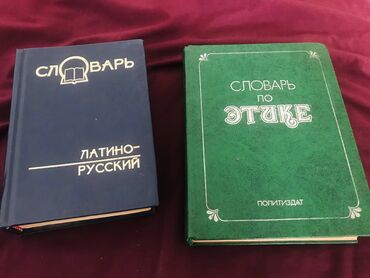 СЛОВАРЬ
ЛАТИНО-
РУССКИЙ
СЛОВАРЬ
ПО
ЭТИКЕ
ПОЛИТИЗДАТ